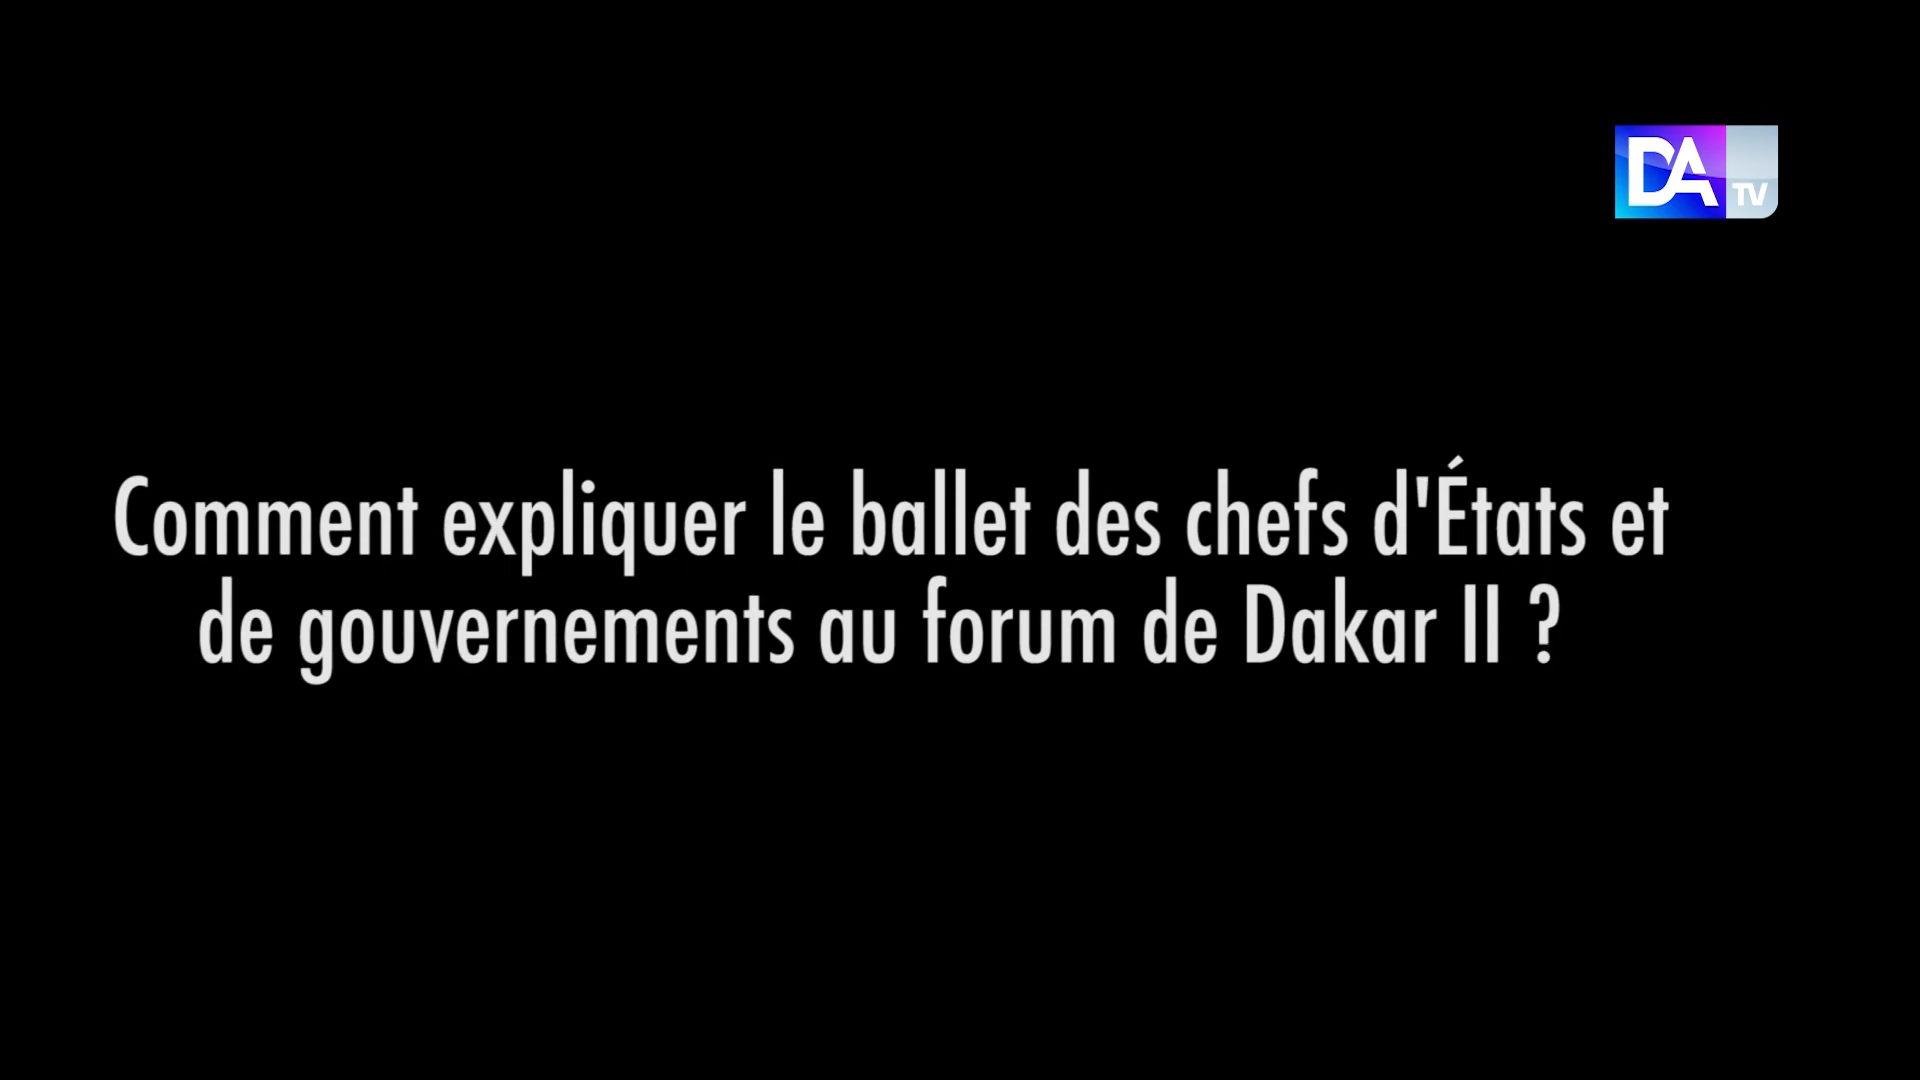 DA TV
Comment expliquer le ballet des chefs d'États et
de gouvernements au forum de Dakar II ?